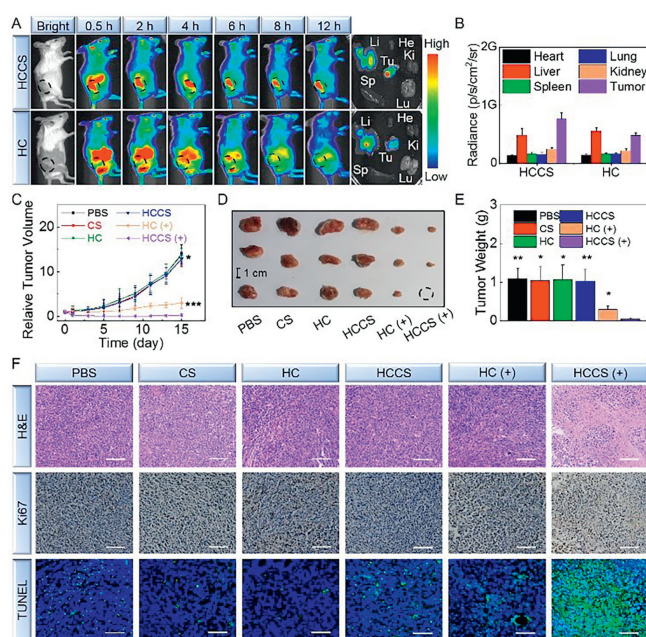 A
Bright
0.5 h
2 h
4 h
6 h
8 h
12 h
HCCS
HC
Li
He
Ki
Tu
Sp
Lu
Li
He
Ki
Tu
Sp
Lu
High
Low
B
Radiance (p/s/cm²/sr)
2G
1G
0
Heart
Lung
Liver
Kidney
Spleen
Tumor
HCCS
HC
C
Relaive Tumor Volume
20
10
0
PBS
HCCS
CS
HC (+)
HC
HCCS (+)
*
***
0
5
10
15
Time (day)
D
1 cm
PBS
CS
HC
HCCS
HC (+)
HCCS (+)
E
Tumor Weight (g)
3
2
1
0
PBS
HCCS
CS
HC (+)
HC
HCCS (+)
**
*
*
**
*
F
PBS
CS
HC
HCCS
HC (+)
HCCS (+)
H&E
Ki67
TUNEL